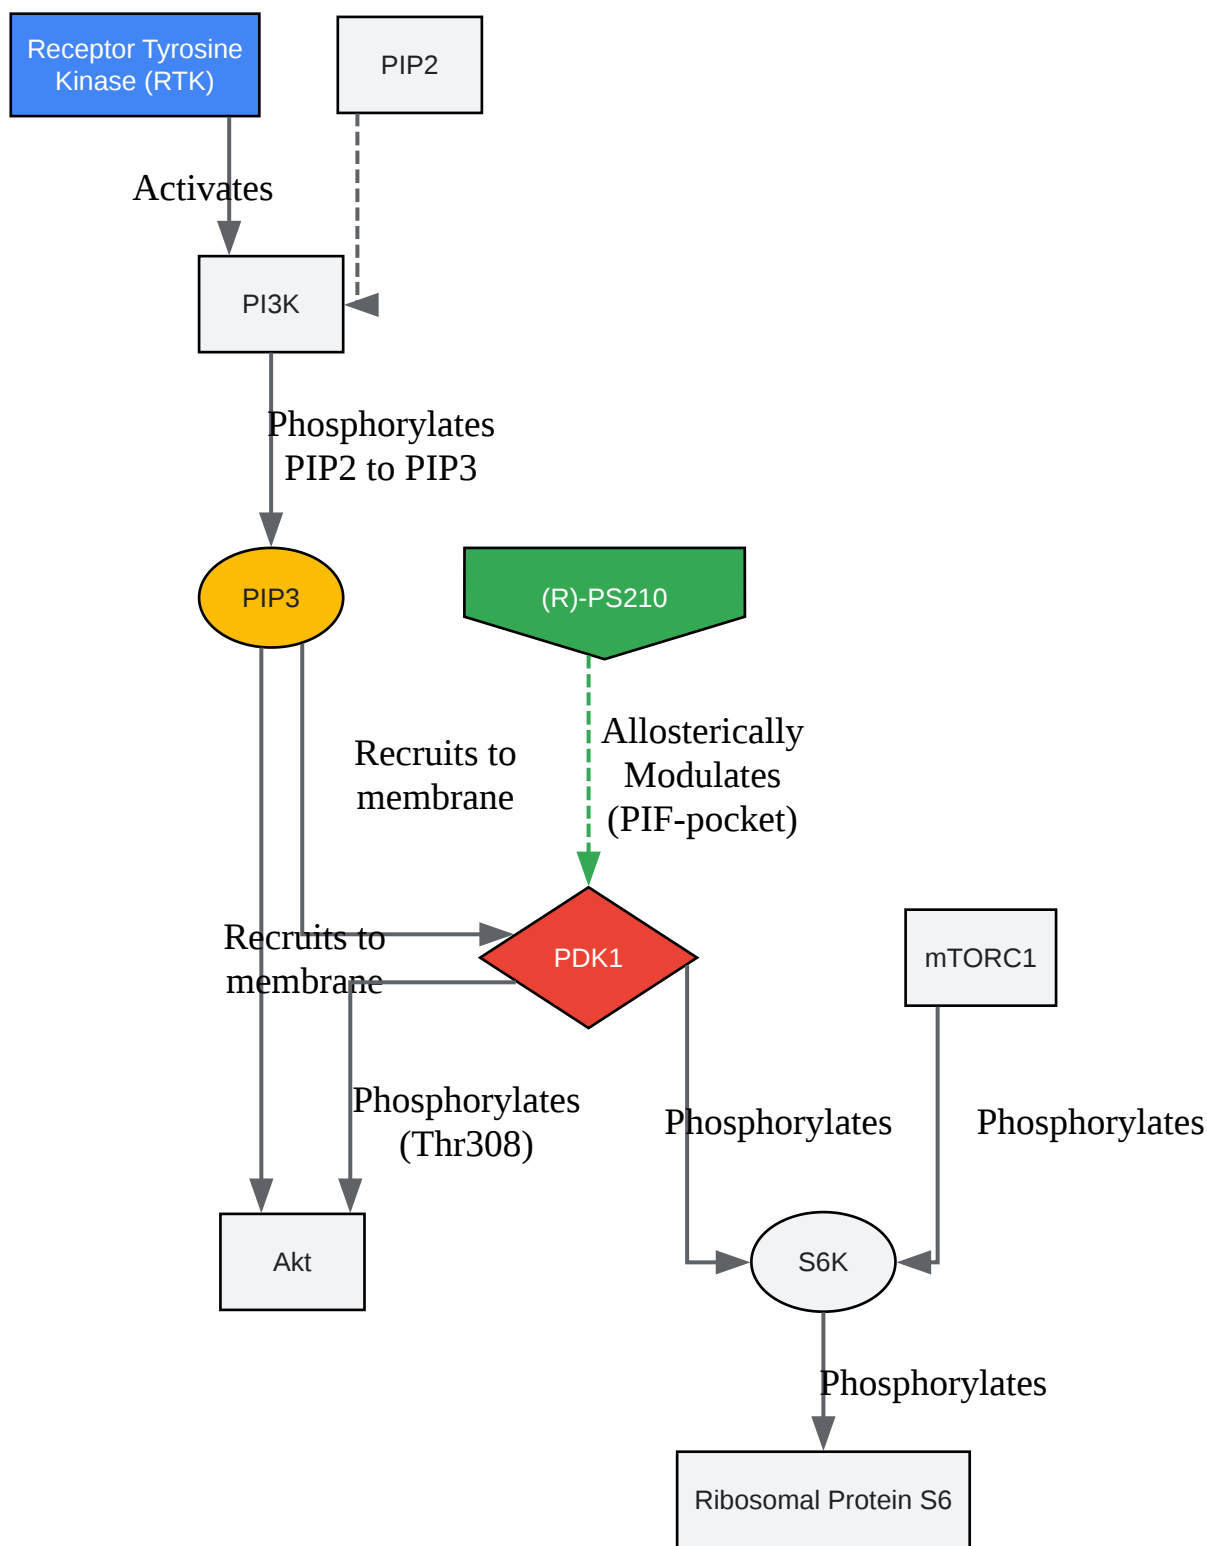 Receptor Tyrosine
Kinase (RTK)
PIP2
Activates
PI3K
Phosphorylates
PIP2 to PIP3
PIP3
(R)-PS210
Recruits to
membrane
Allosterically
Modulates
(PIF-pocket)
Recruits to
membrane
PDK1
mTORC1
Phosphorylates
(Thr308)
Phosphorylates
Phosphorylates
Akt
S6K
Phosphorylates
Ribosomal Protein S6